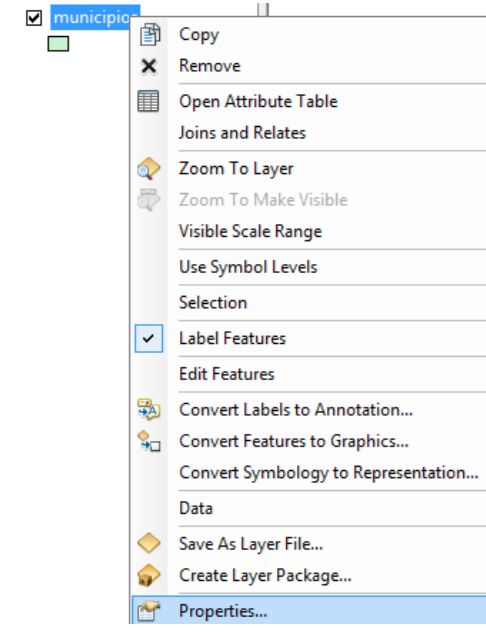 municipios
Copy
Remove
Open Attribute Table
Joins and Relates
Zoom To Layer
Zoom To Make Visible
Visible Scale Range
Use Symbol Levels
Selection
Label Features
Edit Features
Convert Labels to Annotation...
Convert Features to Graphics...
Convert Symbology to Representation...
Data
Save As Layer File...
Create Layer Package...
Properties...